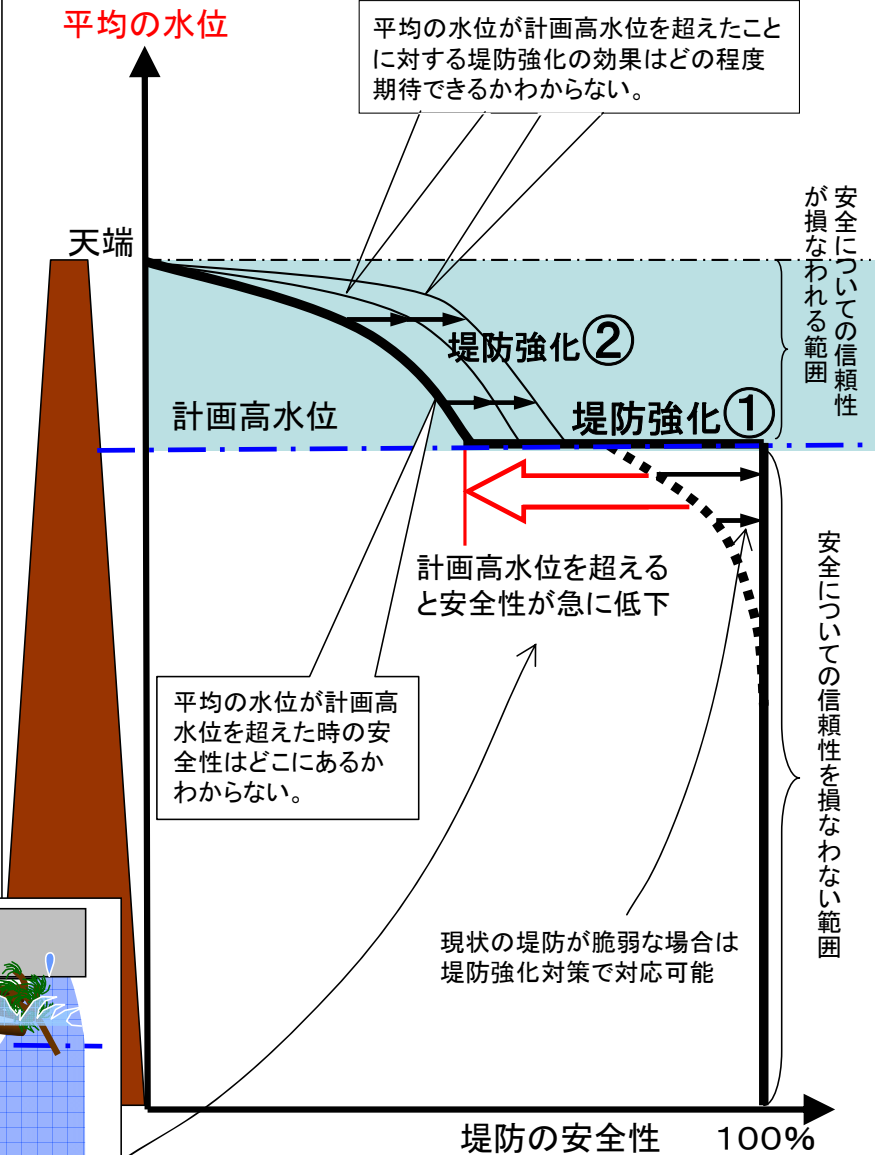 平均の水位
平均の水位が計画高水位を超えたこと
に対する堤防強化の効果はどの程度
期待できるかわからない。
安全についての信頼性
が損なわれる範囲
天端
堤防強化②
計画高水位
堤防強化①
計画高水位を超える
と安全性が急に低下
安全についての信頼性を損なわない範囲
平均の水位が計画高
水位を超えた時の安
全性はどこにあるか
わからない。
現状の堤防が脆弱な場合は
堤防強化対策で対応可能
堤防の安全性 100%